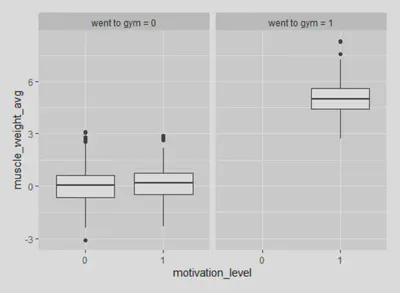 went to gym = 0
went to gym = 1
muscle_weight_avg
6
3
0
-3
0
1
0
1
motivation_level